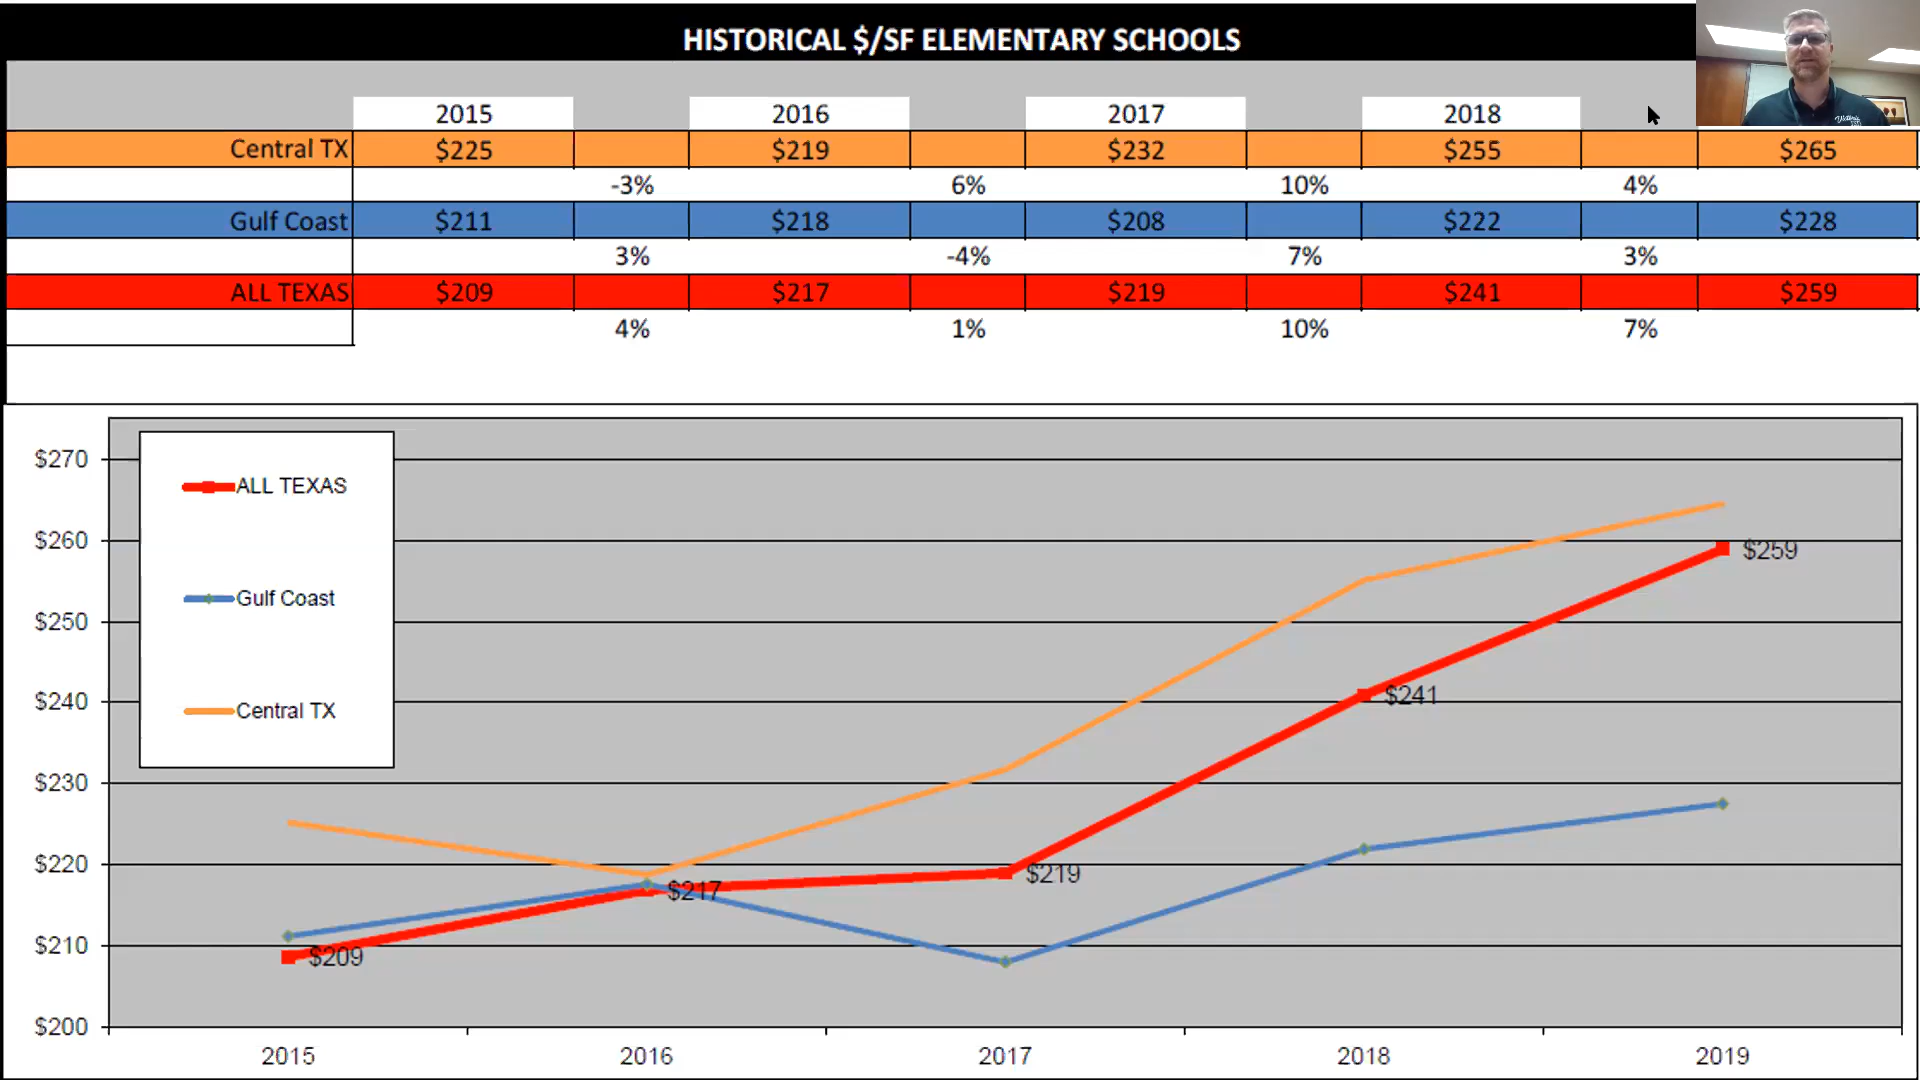 HISTORICAL $/SF ELEMENTARY SCHOOLS
2015 2016 2017 2018
Central TX $225 $219 $232 $255 $265
-3% 6% 10% 4%
Gulf Coast $211 $218 $208 $222 $228
3% -4% 7% 3%
ALL TEXAS $209 $217 $219 $241 $259
4% 1% 10% 7%
$270
ALL TEXAS
$260
$259
$250
Gulf Coast
$240
$241
Central TX
$230
$220
$219
$217
$210
$209
$200
2015 2016 2017 2018 2019